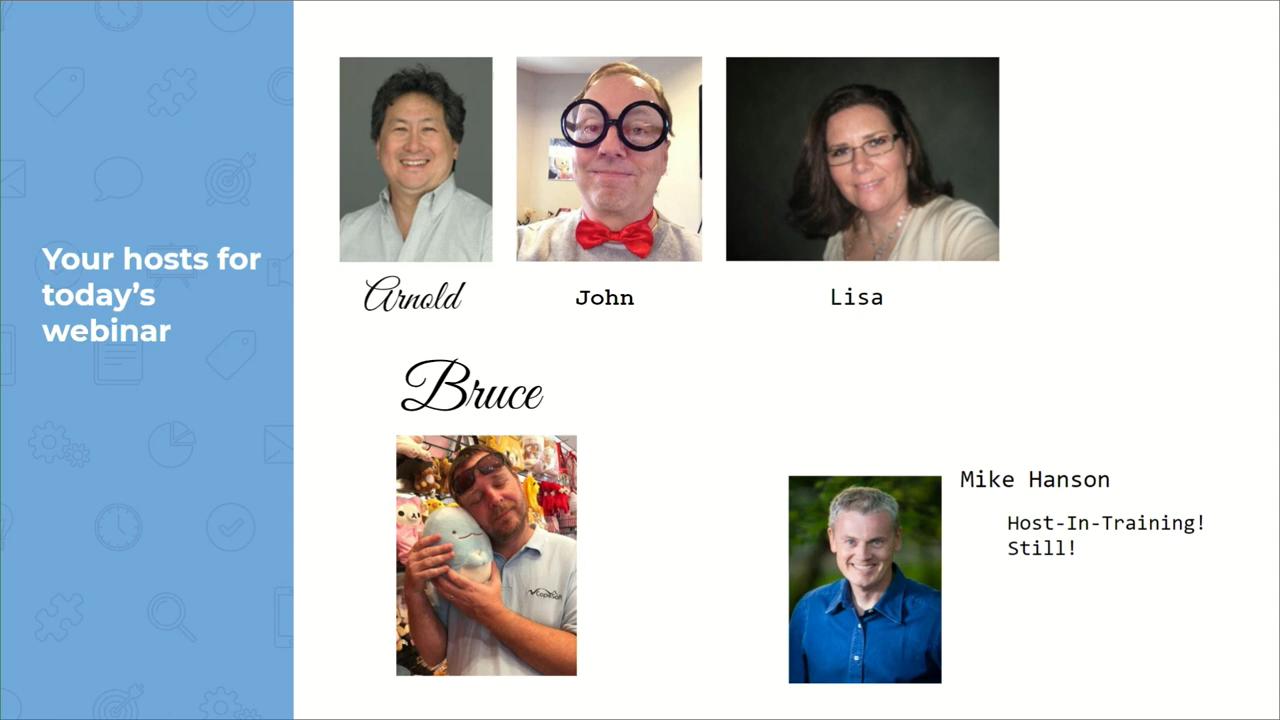 Your hosts for
today's
webinar
Arnold
John
Lisa
Bruce
Mike Hanson
Host-In-Training!
Still!